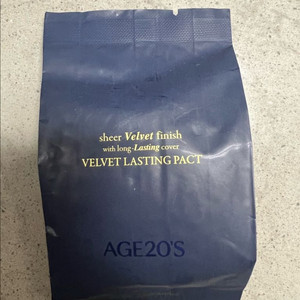 sheer Velvet finish
with long-Lasting cover
VELVET LASTING PACT
AGE20'S